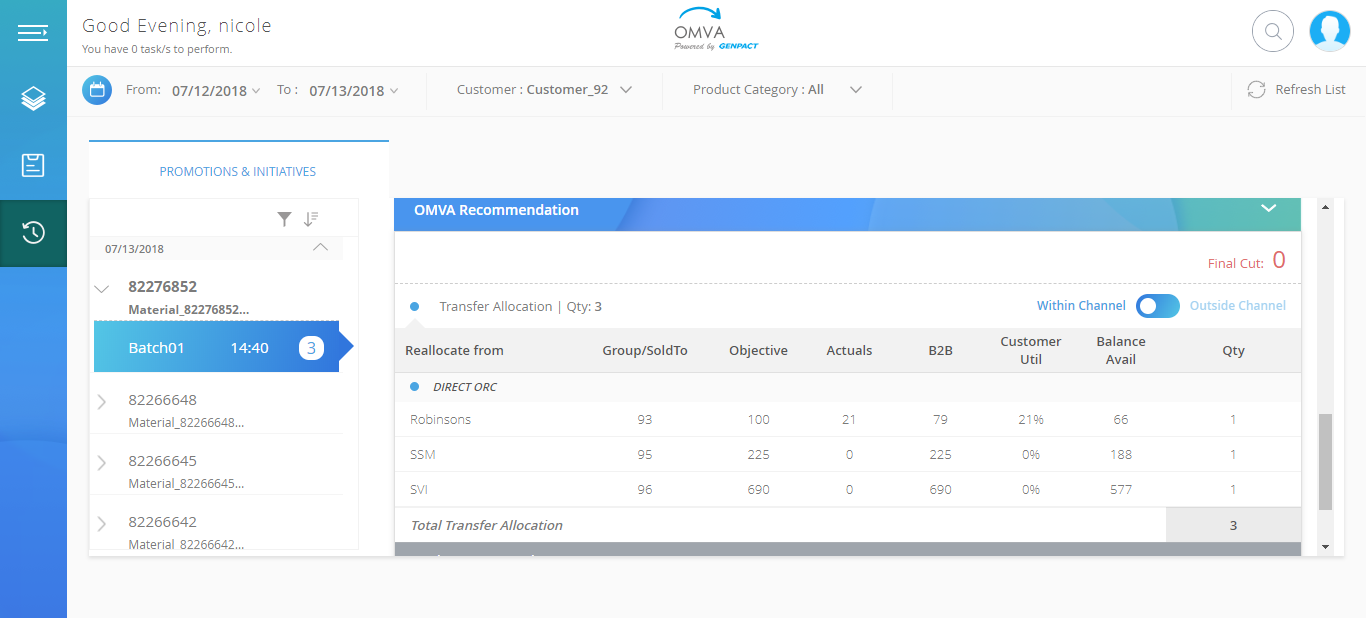 Good Evening, nicole
You have 0 task/s to perform.
OMVA
Powered by GENPACT
From: 07/12/2018 To : 07/13/2018 Customer : Customer_92 Product Category : All Refresh List
PROMOTIONS & INITIATIVES
07/13/2018
82276852
Material_82276852...
Batch01 14:40 3
82266648
Material_82266648...
82266645
Material_82266645...
82266642
Material_82266642...
OMVA Recommendation
Final Cut: 0
Transfer Allocation | Qty: 3 Within Channel Outside Channel
Reallocate from Group/SoldTo Objective Actuals B2B Customer Util Balance Avail Qty
DIRECT ORC
Robinsons 93 100 21 79 21% 66 1
SSM 95 225 0 225 0% 188 1
SVI 96 690 0 690 0% 577 1
Total Transfer Allocation 3